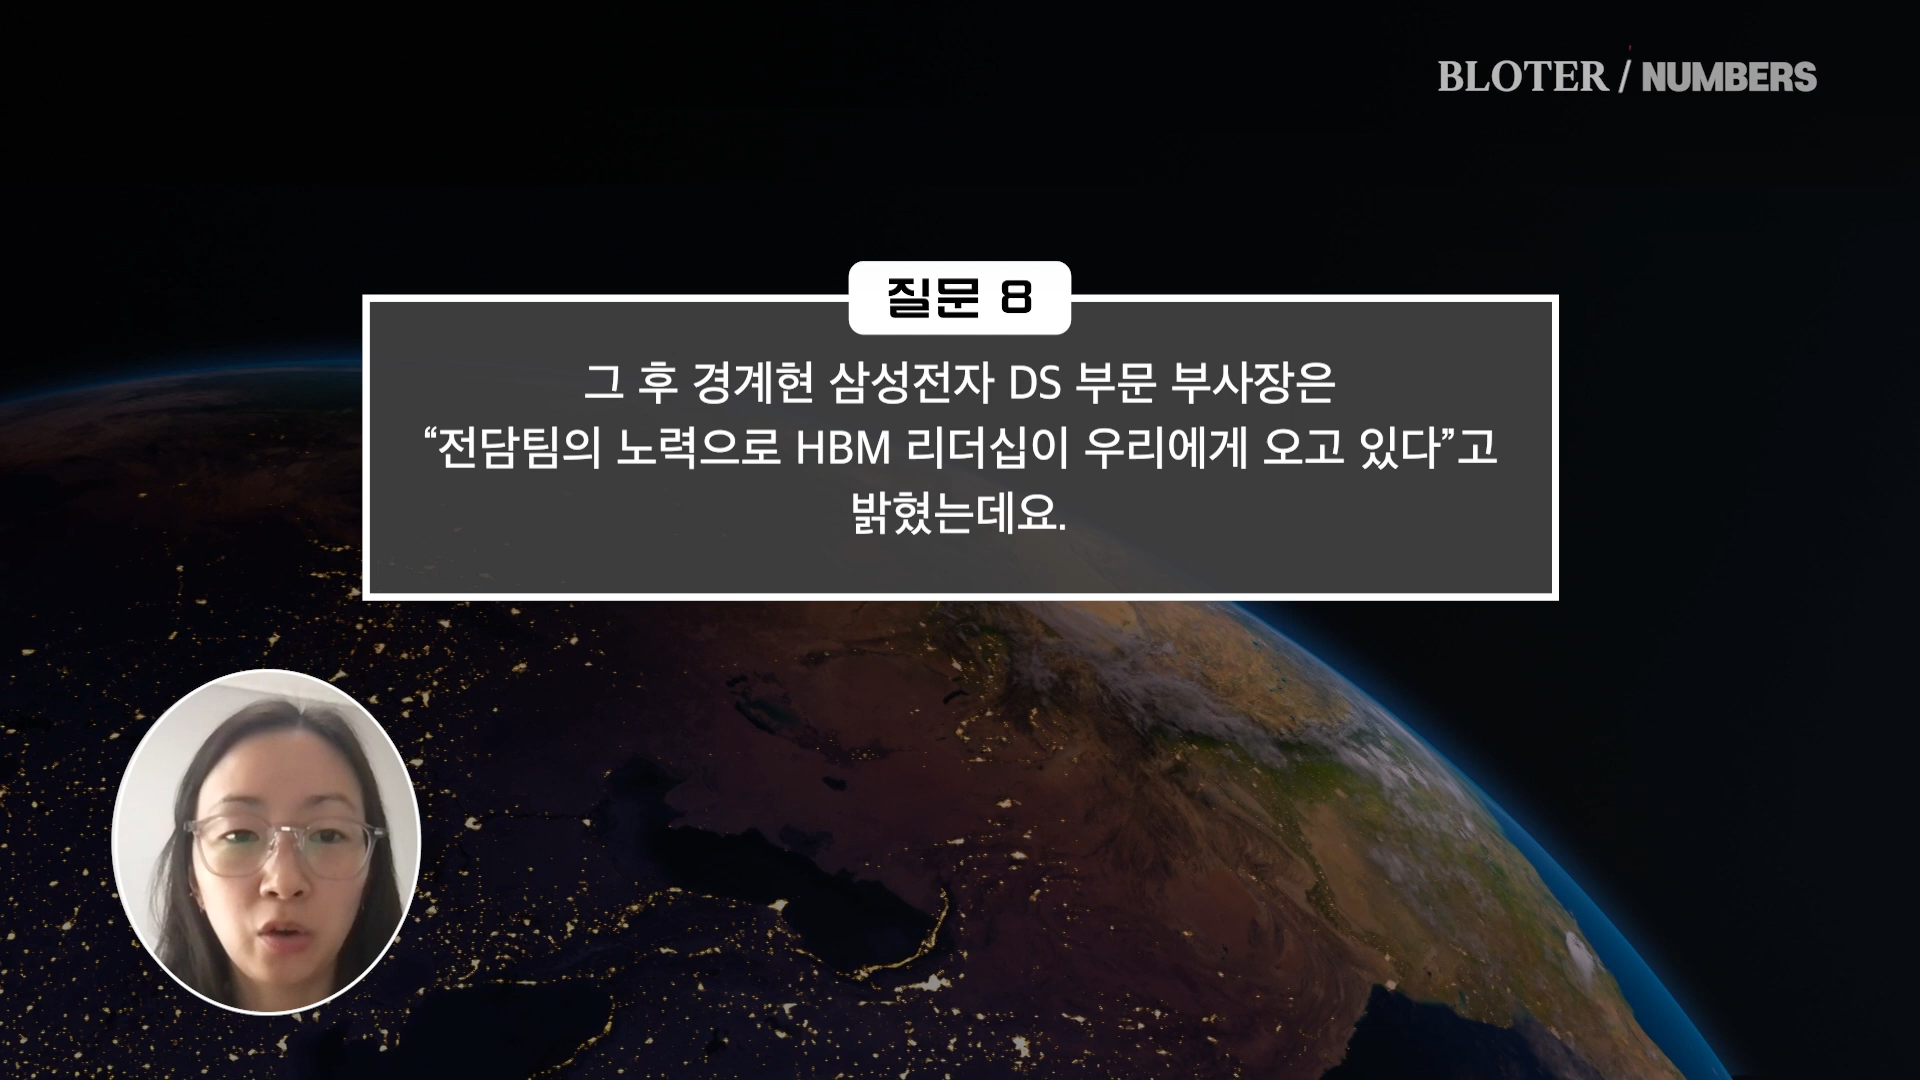 BLOTER / NUMBERS
질문 8
그 후 경계현 삼성전자 DS 부문 부사장은
“전담팀의 노력으로 HBM 리더십이 우리에게 오고 있다”고
밝혔는데요.